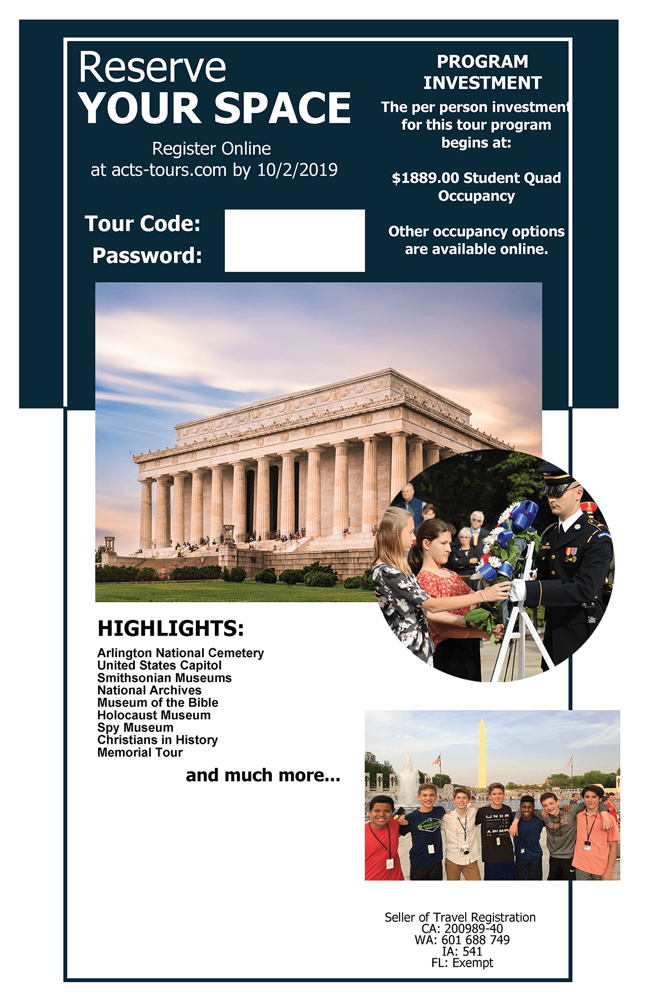 Reserve
YOUR SPACE
Register Online
at acts-tours.com by 10/2/2019
Tour Code:
Password:
PROGRAM
INVESTMENT
The per person investment
for this tour program
begins at:
$1889.00 Student Quad
Occupancy
Other occupancy options
are available online.
HIGHLIGHTS:
Arlington National Cemetery
United States Capitol
Smithsonian Museums
National Archives
Museum of the Bible
Holocaust Museum
Spy Museum
Christians in History
Memorial Tour
and much more...
UNDR
ARMR
Seller of Travel Registration
CA: 200989-40
WA: 601 688 749
IA: 541
FL: Exempt